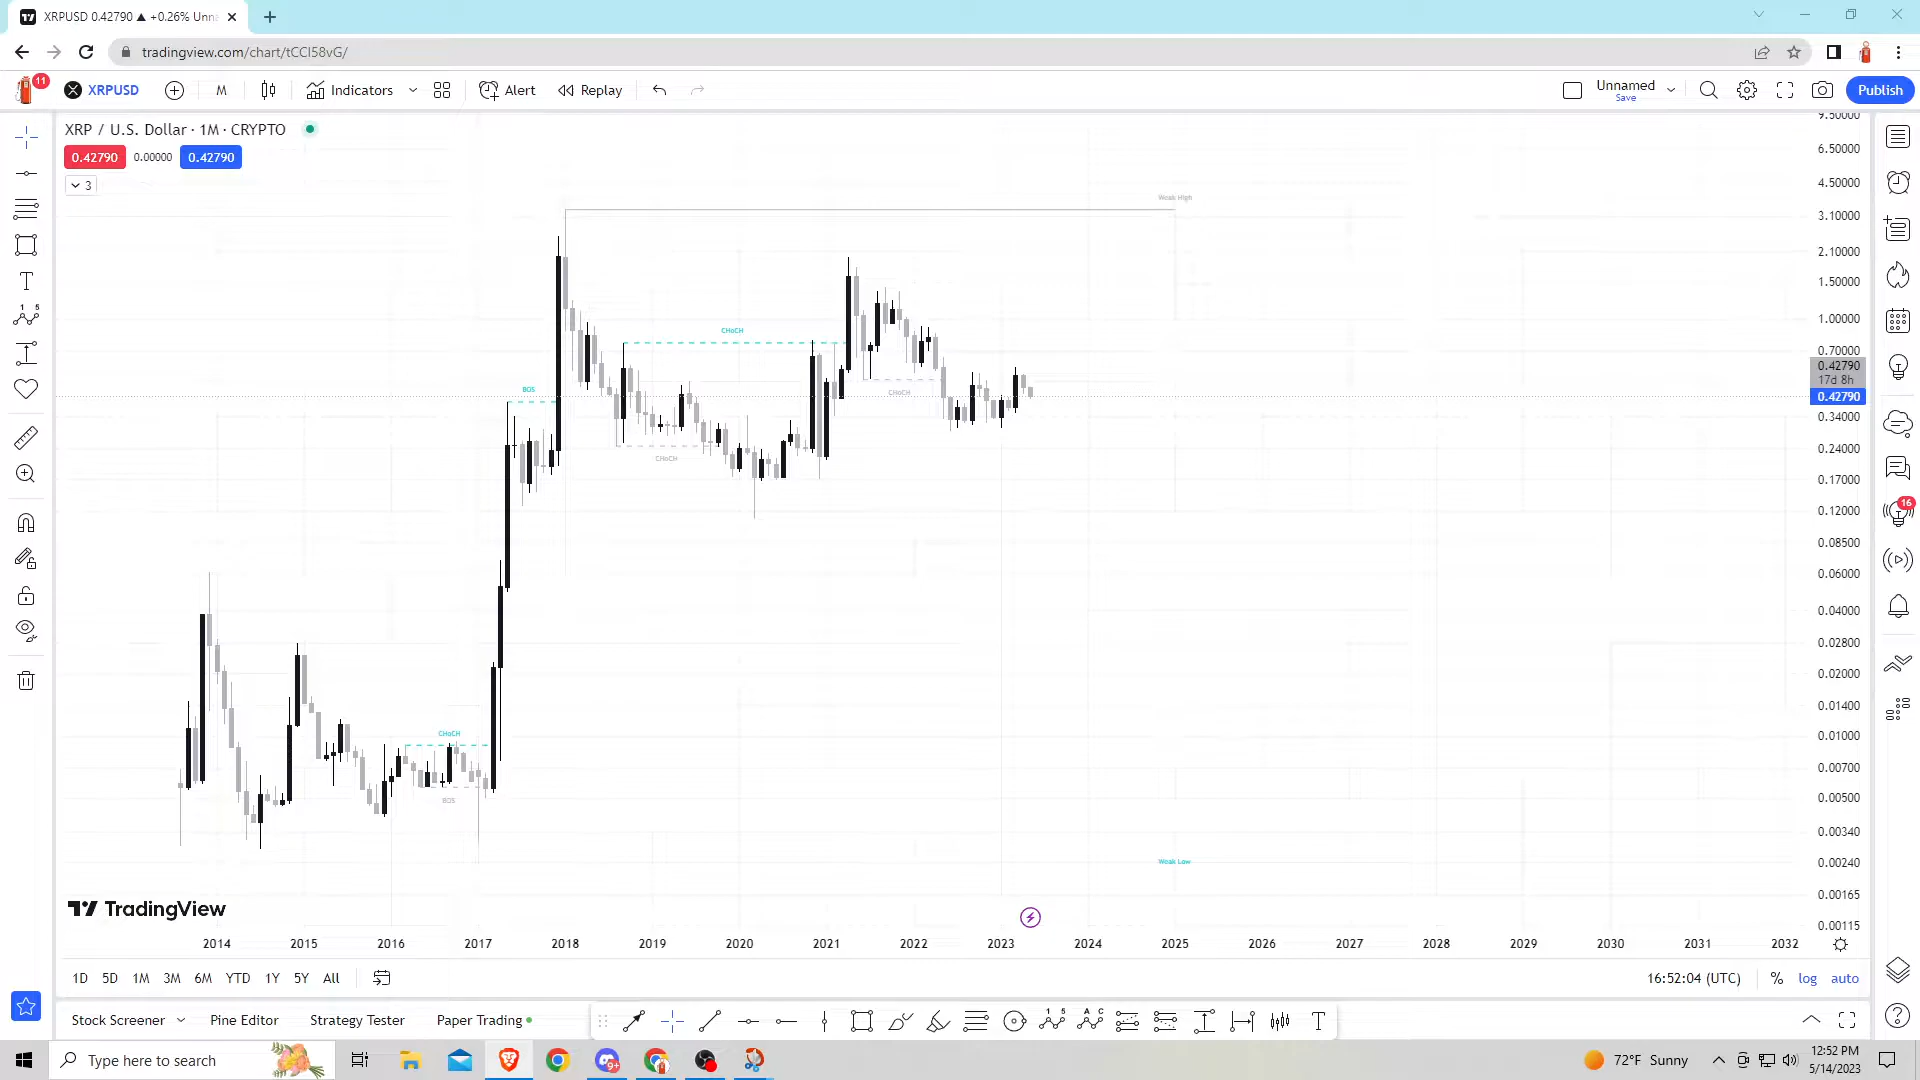 XRPUSD 0.42790 ▲ +0.26% Unna
tradingview.com/chart/tCCI58vG/
11
XRPUSD
M
Indicators
Alert
Replay
Unnamed
Save
Publish
XRP / U.S. Dollar · 1M · CRYPTO
0.42790
0.00000
0.42790
3
9.50000
6.50000
4.50000
3.10000
2.10000
1.50000
1.00000
0.70000
0.42790
17d 8h
0.42790
0.34000
0.24000
0.17000
0.12000
0.08500
0.06000
0.04000
0.02800
0.02000
0.01400
0.01000
0.00700
0.00500
0.00340
0.00240
0.00165
0.00115
Weak High
CHoCH
BOS
CHoCH
CHoCH
CHoCH
BOS
Weak Low
16
TradingView
2014 2015 2016 2017 2018 2019 2020 2021 2022 2023 2024 2025 2026 2027 2028 2029 2030 2031 2032
1D 5D 1M 3M 6M YTD 1Y 5Y All
16:52:04 (UTC) % log auto
Stock Screener Pine Editor Strategy Tester Paper Trading
Type here to search
9+
72°F Sunny
12:52 PM
5/14/2023